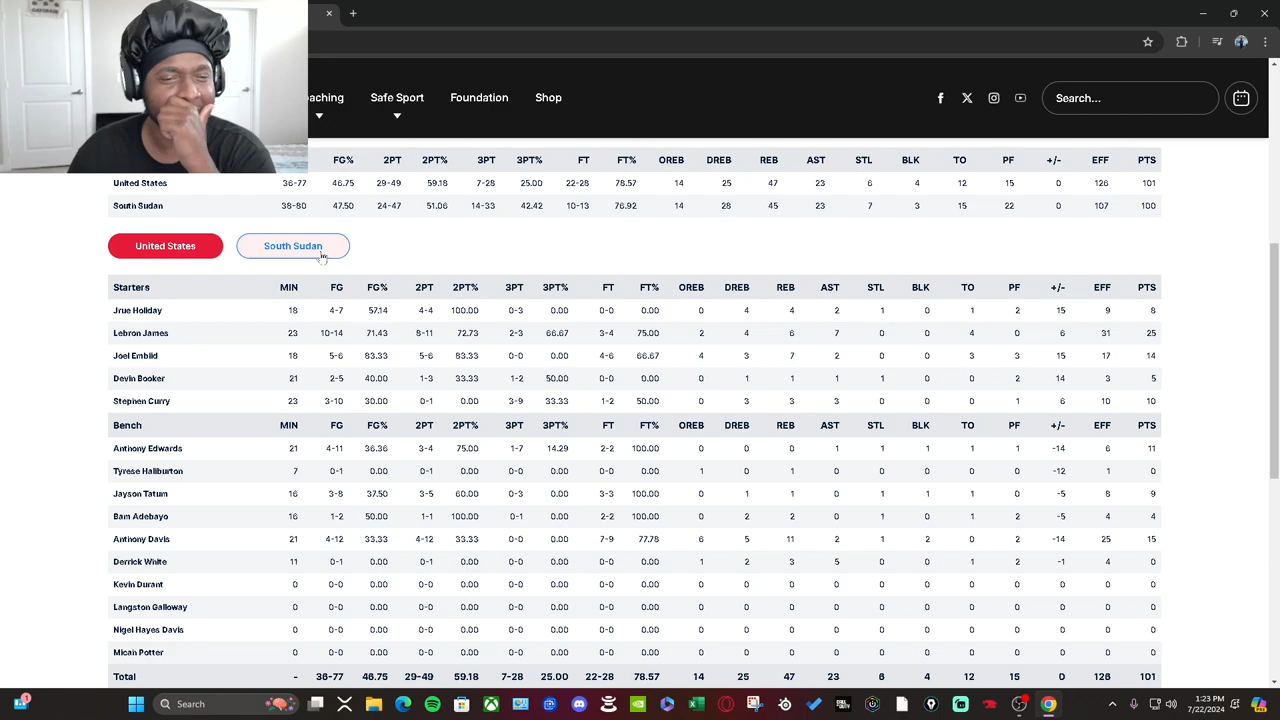 Safe Sport Foundation Shop Search...
FG% 2PT 2PT% 3PT 3PT% FT FT% OREB DREB REB AST STL BLK TO PF +/- EFF PTS
United States 36-77 46.75 29-49 59.18 7-28 25.00 22-28 78.57 14 25 47 23 6 4 12 15 0 126 101
South Sudan 38-80 47.50 24-47 51.06 14-33 42.42 10-13 76.92 14 28 45 23 7 3 15 22 0 107 100
United States South Sudan
Starters MIN FG FG% 2PT 2PT% 3PT 3PT% FT FT% OREB DREB REB AST STL BLK TO PF +/- EFF PTS
Jrue Holiday 18 4-7 57.14 4-4 100.00 0-3 0.00 0-0 0.00 0 4 4 2 1 0 1 2 15 9 8
Lebron James 23 10-14 71.43 8-11 72.73 2-3 66.67 3-4 75.00 2 4 6 7 0 0 4 0 6 31 25
Joel Embiid 18 5-6 83.33 5-6 83.33 0-0 0.00 4-6 66.67 4 3 7 2 0 0 3 3 15 17 14
Devin Booker 21 2-5 40.00 1-3 33.33 1-2 50.00 0-0 0.00 0 1 1 1 1 0 0 2 14 3 5
Stephen Curry 23 3-10 30.00 0-1 0.00 3-9 33.33 1-2 50.00 0 3 3 3 0 0 0 1 6 10 10
Bench MIN FG FG% 2PT 2PT% 3PT 3PT% FT FT% OREB DREB REB AST STL BLK TO PF +/- EFF PTS
Anthony Edwards 21 4-11 36.36 3-4 75.00 1-7 14.29 2-2 100.00 0 0 0 0 1 1 1 1 -14 6 11
Tyrese Haliburton 7 0-1 0.00 0-1 0.00 0-0 0.00 0-0 0.00 1 0 1 1 0 0 0 0 -12 1 0
Jayson Tatum 16 3-8 37.50 3-5 60.00 0-3 0.00 3-3 100.00 0 1 1 0 1 1 1 0 -5 8 9
Bam Adebayo 16 1-2 50.00 1-1 100.00 0-1 0.00 2-2 100.00 0 2 2 0 1 0 1 2 -5 4 4
Anthony Davis 21 4-12 33.33 4-12 33.33 0-0 0.00 7-9 77.78 6 5 11 2 1 2 0 2 -14 25 15
Derrick White 11 0-1 0.00 0-1 0.00 0-0 0.00 0-0 0.00 1 2 3 5 0 0 1 2 -1 4 0
Kevin Durant 0 0-0 0.00 0-0 0.00 0-0 0.00 0-0 0.00 0 0 0 0 0 0 0 0 0 0 0
Langston Galloway 0 0-0 0.00 0-0 0.00 0-0 0.00 0-0 0.00 0 0 0 0 0 0 0 0 0 0 0
Nigel Hayes Davis 0 0-0 0.00 0-0 0.00 0-0 0.00 0-0 0.00 0 0 0 0 0 0 0 0 0 0 0
Micah Potter 0 0-0 0.00 0-0 0.00 0-0 0.00 0-0 0.00 0 0 0 0 0 0 0 0 0 0 0
Total - 36-77 46.75 29-49 59.18 7-28 25.00 22-28 78.57 14 25 47 23 6 4 12 15 0 126 101
Search 1:23 PM
7/22/2024